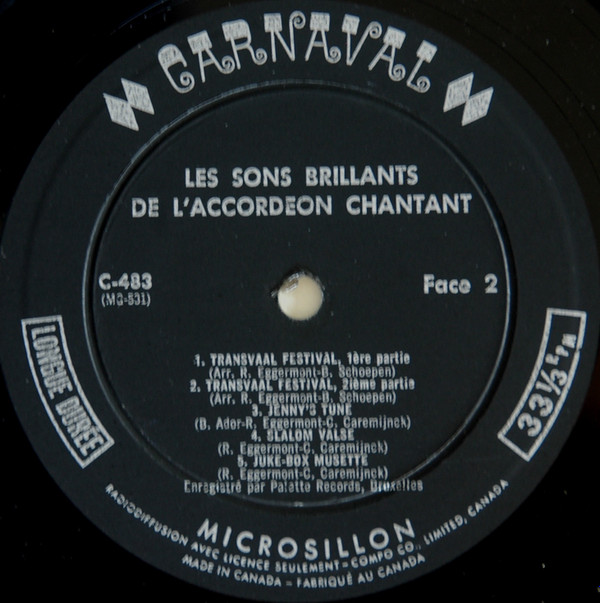 CARNAVAL
LES SONS BRILLANTS
DE L'ACCORDEON CHANTANT
C-483
Face 2
(MG-531)
LONGUE DURÉE
33 1/3 RPM
1. TRANSVAAL FESTIVAL, 1ère partie
(Arr. R. Eggermont-B. Schoepen)
2. TRANSVAAL FESTIVAL, 2ième partie
(Arr. R. Eggermont-B. Schoepen)
3. JENNY'S TUNE
(B. Ador-R. Eggermont-C. Caremijnck)
4. SLALOM VALSE
(R. Eggermont-C. Caremijnck)
5. JUKE-BOX MUSETTE
(R. Eggermont-C. Caremijnck)
Enregistré par Palette Records, Bruxelles
MICROSILLON
RADIODIFFUSION AVEC LICENCE SEULEMENT – COMPO CO., LIMITED, CANADA
MADE IN CANADA – FABRIQUÉ AU CANADA